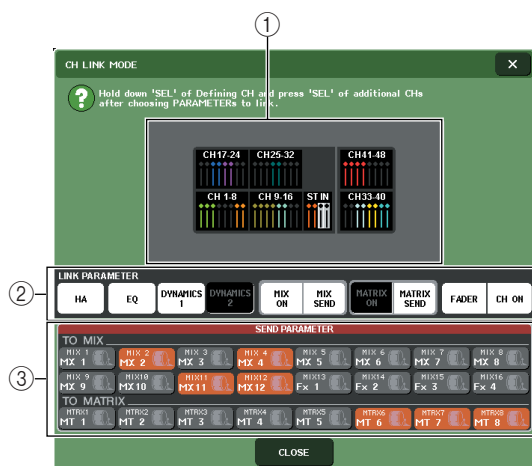 ①
CH LINK MODE
×
? Hold down 'SEL' of Defining CH and press 'SEL' of additional CHs
after choosing PARAMETERs to link.
CH17-24 CH25-32 CH41-48
CH 1-8 CH 9-16 ST IN CH33-40
②
LINK PARAMETER
HA EQ DYNAMICS 1 DYNAMICS 2 MIX ON MIX SEND MATRIX ON MATRIX SEND FADER CH ON
③
SEND PARAMETER
TO MIX
MIX 1 MIX 2 MIX 3 MIX 4 MIX 5 MIX 6 MIX 7 MIX 8
MX 1 MX 2 MX 3 MX 4 MX 5 MX 6 MX 7 MX 8
MIX 9 MIX10 MIX11 MIX12 MIX13 MIX14 MIX15 MIX16
MX 9 MX10 MX11 MX12 Fx 1 Fx 2 Fx 3 Fx 4
TO MATRIX
MTRX1 MTRX2 MTRX3 MTRX4 MTRX5 MTRX6 MTRX7 MTRX8
MT 1 MT 2 MT 3 MT 4 MT 5 MT 6 MT 7 MT 8
CLOSE